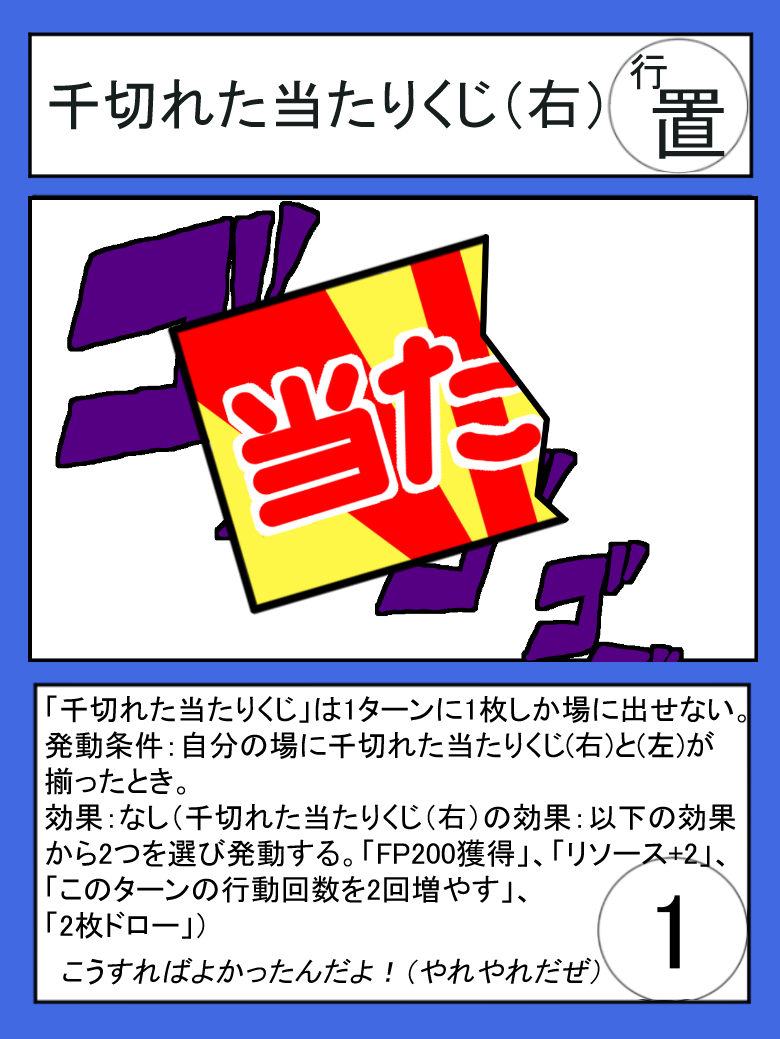 千切れた当たりくじ（右）
行
置
ゴ
当た
ゴ
ゴ
「千切れた当たりくじ」は1ターンに1枚しか場に出せない。
発動条件：自分の場に千切れた当たりくじ(右)と(左)が
揃ったとき。
効果：なし（千切れた当たりくじ（右）の効果：以下の効果
から2つを選び発動する。「FP200獲得」、「リソース+2」、
「このターンの行動回数を2回増やす」、
「2枚ドロー」）
こうすればよかったんだよ！（やれやれだぜ）
1